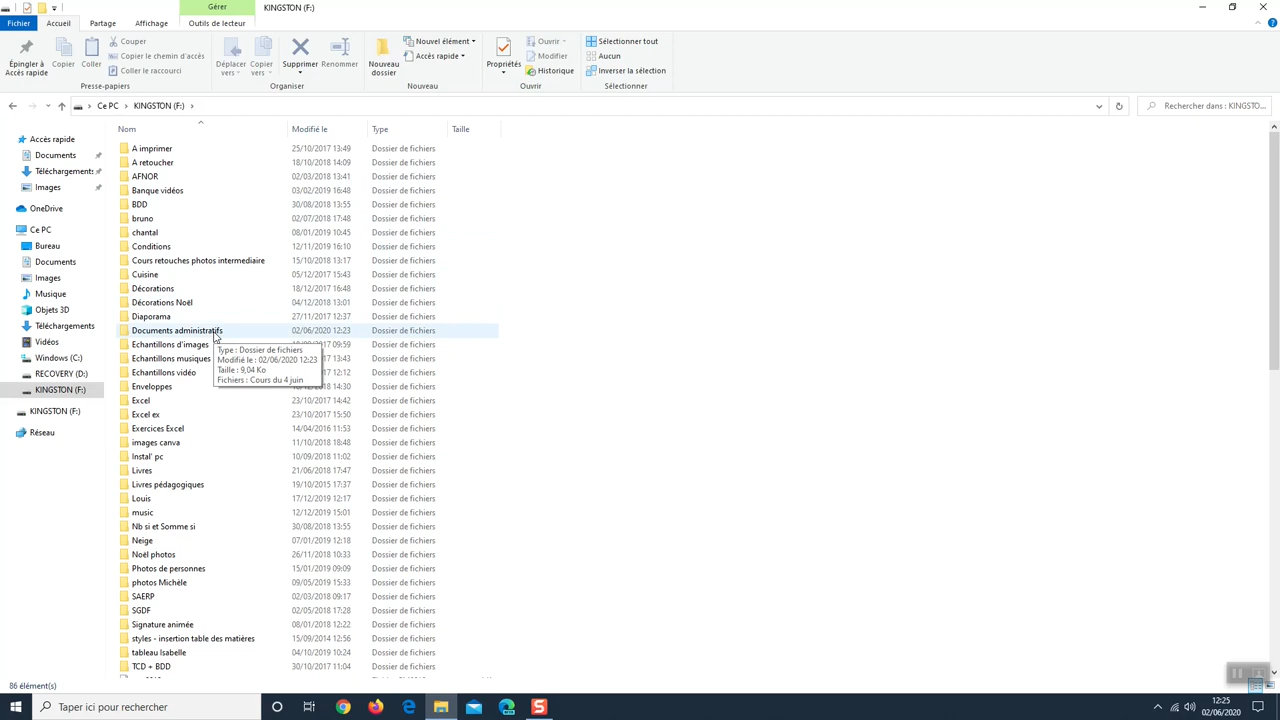 Gérer
KINGSTON (F:)
Fichier
Accueil
Partage
Affichage
Outils de lecteur
Épingler à Accès rapide
Copier
Coller
Couper
Copier le chemin d'accès
Coller le raccourci
Presse-papiers
Déplacer vers
Copier vers
Supprimer
Renommer
Organiser
Nouveau dossier
Nouvel élément
Accès rapide
Nouveau
Propriétés
Ouvrir
Modifier
Historique
Ouvrir
Sélectionner tout
Aucun
Inverser la sélection
Sélectionner
Ce PC > KINGSTON (F:) >
Rechercher dans : KINGSTO...
Accès rapide
Documents
Téléchargements
Images
OneDrive
Ce PC
Bureau
Documents
Images
Musique
Objets 3D
Téléchargements
Vidéos
Windows (C:)
RECOVERY (D:)
KINGSTON (F:)
KINGSTON (F:)
Réseau
Nom Modifié le Type Taille
A imprimer 25/10/2017 13:49 Dossier de fichiers
A retoucher 18/10/2018 14:09 Dossier de fichiers
AFNOR 02/03/2018 13:41 Dossier de fichiers
Banque vidéos 03/02/2019 16:48 Dossier de fichiers
BDD 30/08/2018 13:55 Dossier de fichiers
bruno 02/07/2018 17:48 Dossier de fichiers
chantal 08/01/2019 10:45 Dossier de fichiers
Conditions 12/11/2019 16:10 Dossier de fichiers
Cours retouches photos intermediaire 15/10/2018 13:17 Dossier de fichiers
Cuisine 05/12/2017 15:43 Dossier de fichiers
Décorations 18/12/2017 16:48 Dossier de fichiers
Décorations Noël 04/12/2018 13:01 Dossier de fichiers
Diaporama 27/11/2017 12:37 Dossier de fichiers
Documents administratifs 02/06/2020 12:23 Dossier de fichiers
Echantillons d'images 2017 09:59 Dossier de fichiers
Echantillons musiques 2017 13:43 Dossier de fichiers
Echantillons vidéo 2017 12:12 Dossier de fichiers
Enveloppes 2018 14:30 Dossier de fichiers
Type : Dossier de fichiers
Modifié le : 02/06/2020 12:23
Taille : 9,04 Ko
Fichiers : Cours du 4 juin
Excel 23/10/2017 14:42 Dossier de fichiers
Excel ex 23/10/2017 15:50 Dossier de fichiers
Exercices Excel 14/04/2016 11:53 Dossier de fichiers
images canva 11/10/2018 18:48 Dossier de fichiers
Instal' pc 10/09/2018 11:02 Dossier de fichiers
Livres 21/06/2018 17:47 Dossier de fichiers
Livres pédagogiques 19/10/2015 17:37 Dossier de fichiers
Louis 17/12/2019 12:17 Dossier de fichiers
music 12/12/2019 15:01 Dossier de fichiers
Nb si et Somme si 30/08/2018 13:55 Dossier de fichiers
Neige 07/01/2019 12:18 Dossier de fichiers
Noël photos 26/11/2018 10:33 Dossier de fichiers
Photos de personnes 15/01/2019 09:09 Dossier de fichiers
photos Michèle 09/05/2019 15:33 Dossier de fichiers
SAERP 02/03/2018 09:17 Dossier de fichiers
SGDF 02/05/2018 17:28 Dossier de fichiers
Signature animée 08/01/2018 12:22 Dossier de fichiers
styles - insertion table des matières 15/09/2014 12:56 Dossier de fichiers
tableau Isabelle 04/10/2019 10:24 Dossier de fichiers
TCD + BDD 30/10/2017 11:04 Dossier de fichiers
86 élément(s)
Taper ici pour rechercher
12:25
02/06/2020